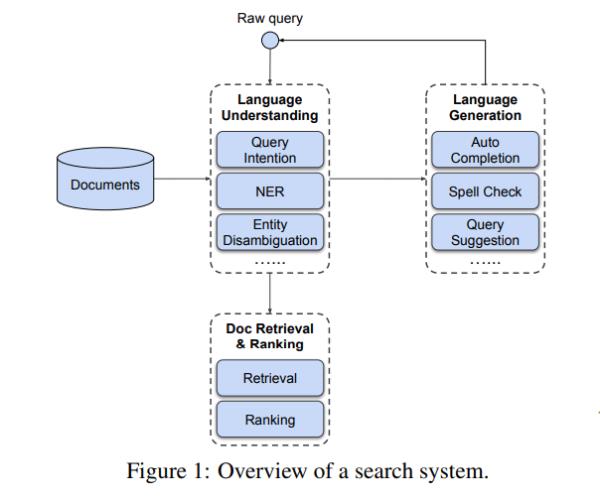 Raw query
Language
Understanding
Query
Intention
NER
Entity
Disambiguation
......
Language
Generation
Auto
Completion
Spell Check
Query
Suggestion
......
Documents
Doc Retrieval
& Ranking
Retrieval
Ranking
Figure 1: Overview of a search system.